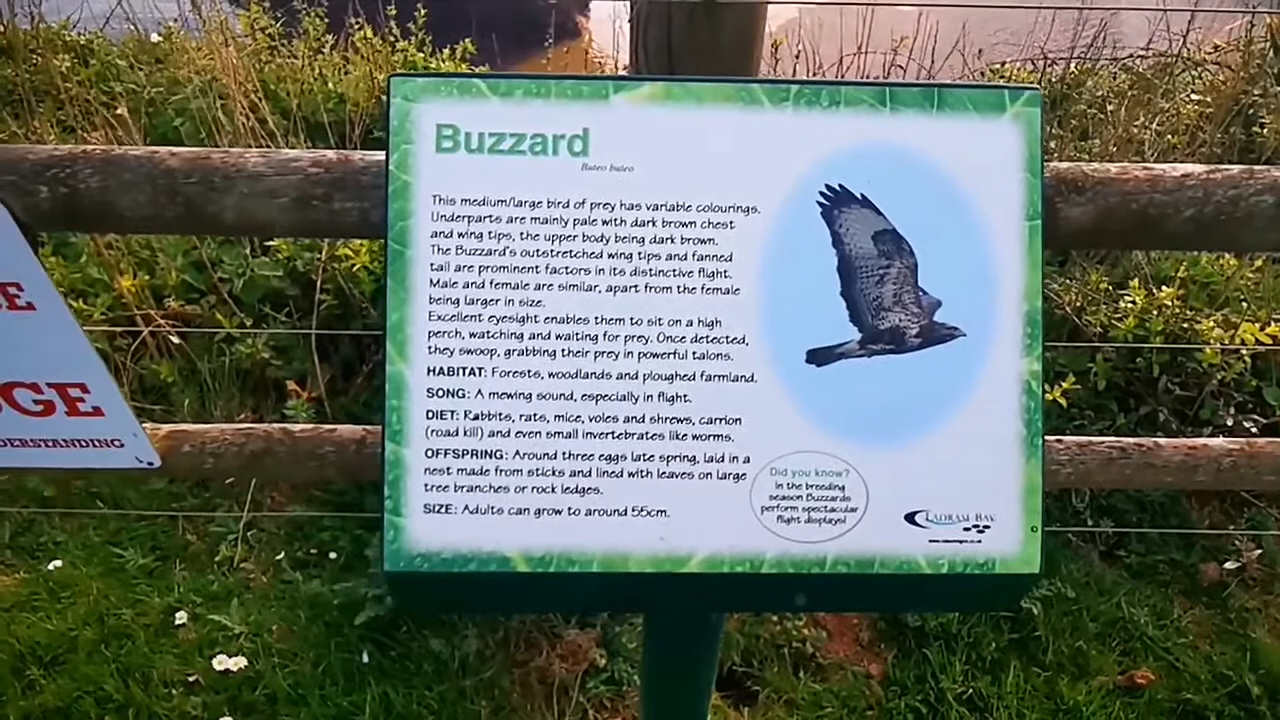 Buzzard
Buteo buteo
This medium/large bird of prey has variable colourings.
Underparts are mainly pale with dark brown chest
and wing tips, the upper body being dark brown.
The Buzzard's outstretched wing tips and fanned
tail are prominent factors in its distinctive flight.
Male and female are similar, apart from the female
being larger in size.
Excellent eyesight enables them to sit on a high
perch, watching and waiting for prey. Once detected,
they swoop, grabbing their prey in powerful talons.
HABITAT: Forests, woodlands and ploughed farmland.
SONG: A mewing sound, especially in flight.
DIET: Rabbits, rats, mice, voles and shrews, carrion
(road kill) and even small invertebrates like worms.
OFFSPRING: Around three eggs late spring, laid in a
nest made from sticks and lined with leaves on large
tree branches or rock ledges.
SIZE: Adults can grow to around 55cm.
Did you know?
In the breeding
season Buzzards
perform spectacular
flight displays!
LADRAM BAY